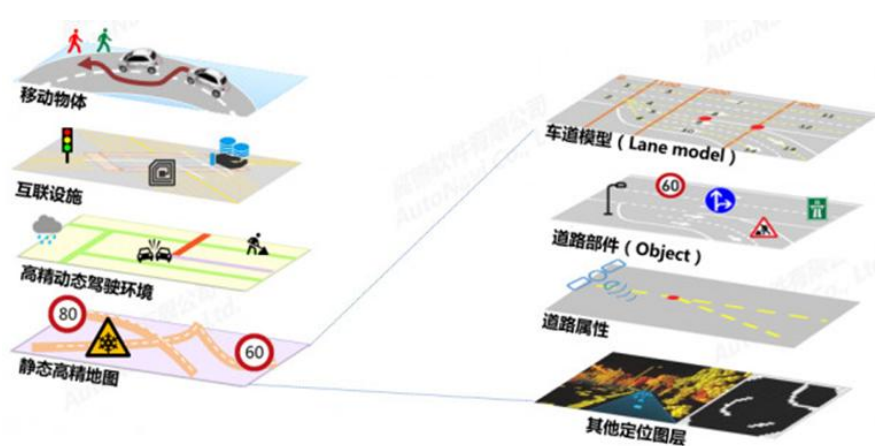 移动物体
互联设施
高精动态驾驶环境
80
60
静态高精地图
车道模型（Lane model）
60
道路部件（Object）
道路属性
其他定位图层